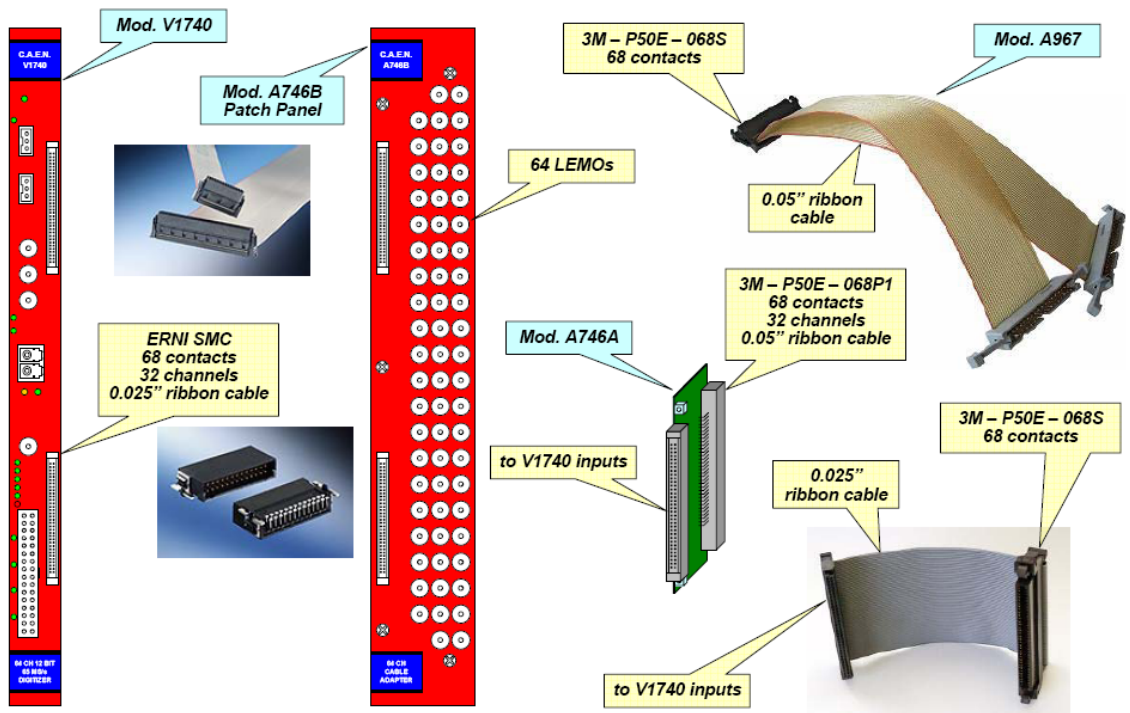 Mod. V1740
C.A.E.N.
V1740
C.A.E.N.
A746B
Mod. A746B
Patch Panel
3M – P50E – 068S
68 contacts
Mod. A967
64 LEMOs
0.05” ribbon
cable
ERNI SMC
68 contacts
32 channels
0.025” ribbon cable
Mod. A746A
3M – P50E – 068P1
68 contacts
32 channels
0.05” ribbon cable
to V1740 inputs
3M – P50E – 068S
68 contacts
0.025”
ribbon cable
to V1740 inputs
64 CH 12 BIT
65 MS/s
DIGITIZER
64 CH
CABLE
ADAPTER